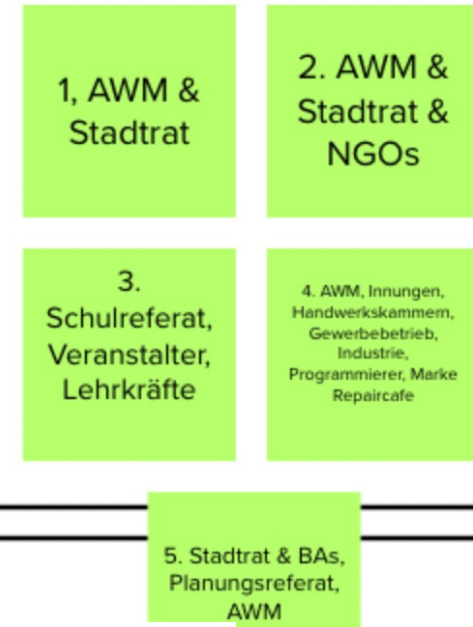 1, AWM &
Stadtrat
2. AWM &
Stadtrat &
NGOs
3.
Schulreferat,
Veranstalter,
Lehrkräfte
4. AWM, Innungen,
Handwerkskammern,
Gewerbebetrieb,
Industrie,
Programmierer, Marke
Repaircafe
5. Stadtrat & BAs,
Planungsreferat,
AWM